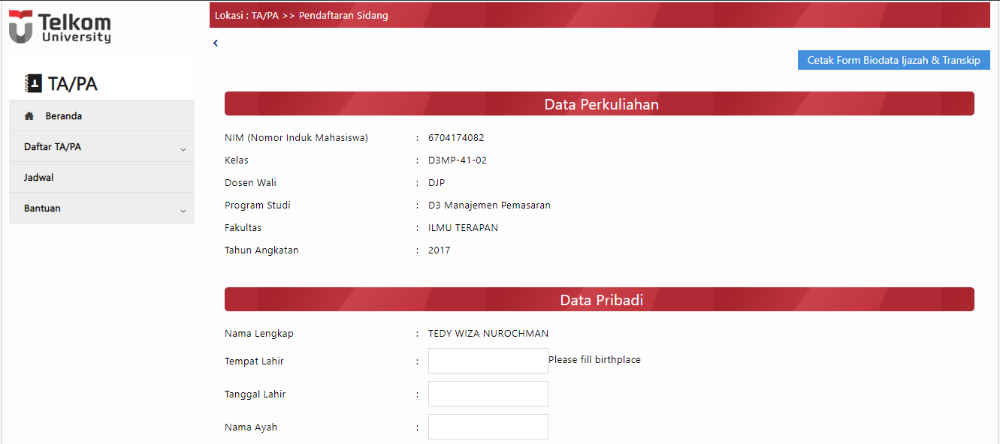 Telkom
University
Lokasi : TA/PA >> Pendaftaran Sidang
Cetak Form Biodata Ijazah & Transkip
TA/PA
Beranda
Daftar TA/PA
Jadwal
Bantuan
Data Perkuliahan
NIM (Nomor Induk Mahasiswa) : 6704174082
Kelas : D3MP-41-02
Dosen Wali : DJP
Program Studi : D3 Manajemen Pemasaran
Fakultas : ILMU TERAPAN
Tahun Angkatan : 2017
Data Pribadi
Nama Lengkap : TEDY WIZA NUROCHMAN
Tempat Lahir : Please fill birthplace
Tanggal Lahir :
Nama Ayah :